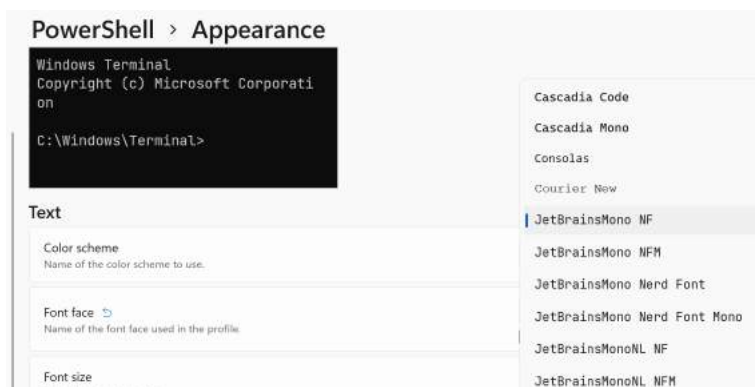 PowerShell > Appearance
Windows Terminal
Copyright (c) Microsoft Corporati
on
C:\Windows\Terminal>
Text
Color scheme
Name of the color scheme to use.
Font face
Name of the font face used in the profile
Font size
Cascadia Code
Cascadia Mono
Consolas
Courier New
JetBrainsMono NF
JetBrainsMono NFM
JetBrainsMono Nerd Font
JetBrainsMono Nerd Font Mono
JetBrainsMonoNL NF
JetBrainsMonoNL NFM